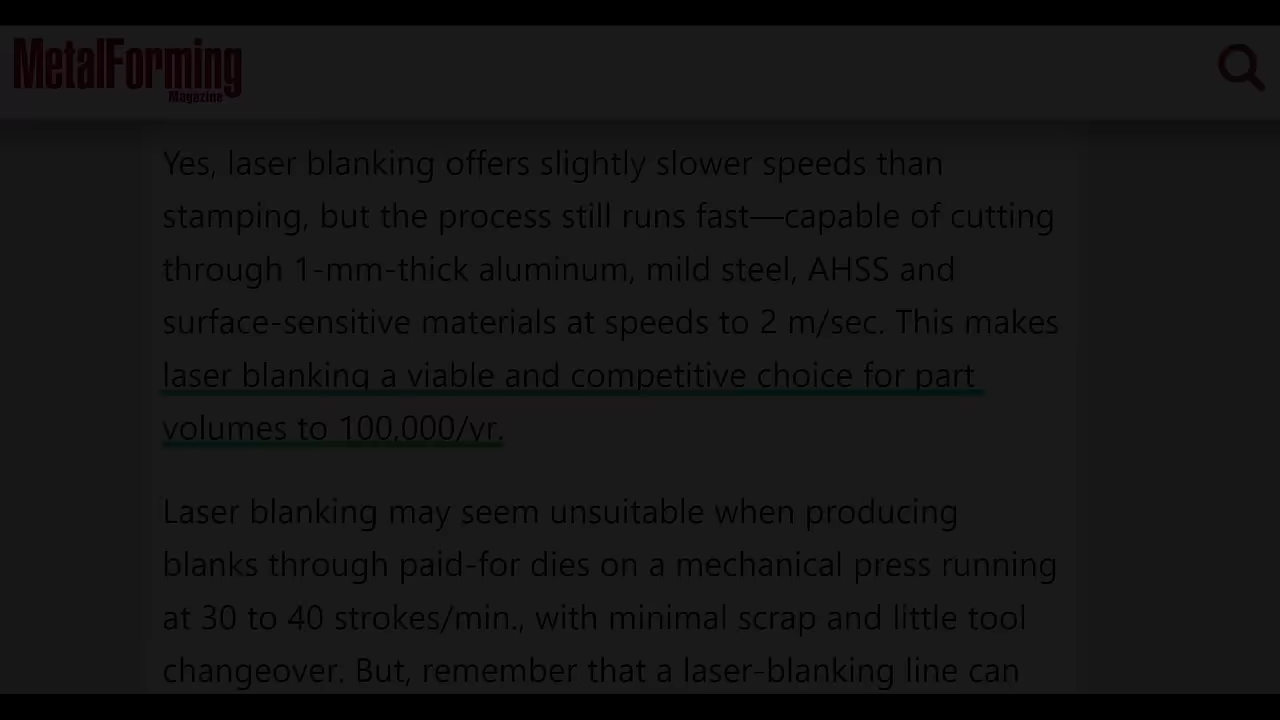 MetalForming
Magazine
Yes, laser blanking offers slightly slower speeds than
stamping, but the process still runs fast—capable of cutting
through 1-mm-thick aluminum, mild steel, AHSS and
surface-sensitive materials at speeds to 2 m/sec. This makes
laser blanking a viable and competitive choice for part
volumes to 100,000/yr.
Laser blanking may seem unsuitable when producing
blanks through paid-for dies on a mechanical press running
at 30 to 40 strokes/min., with minimal scrap and little tool
changeover. But, remember that a laser-blanking line can